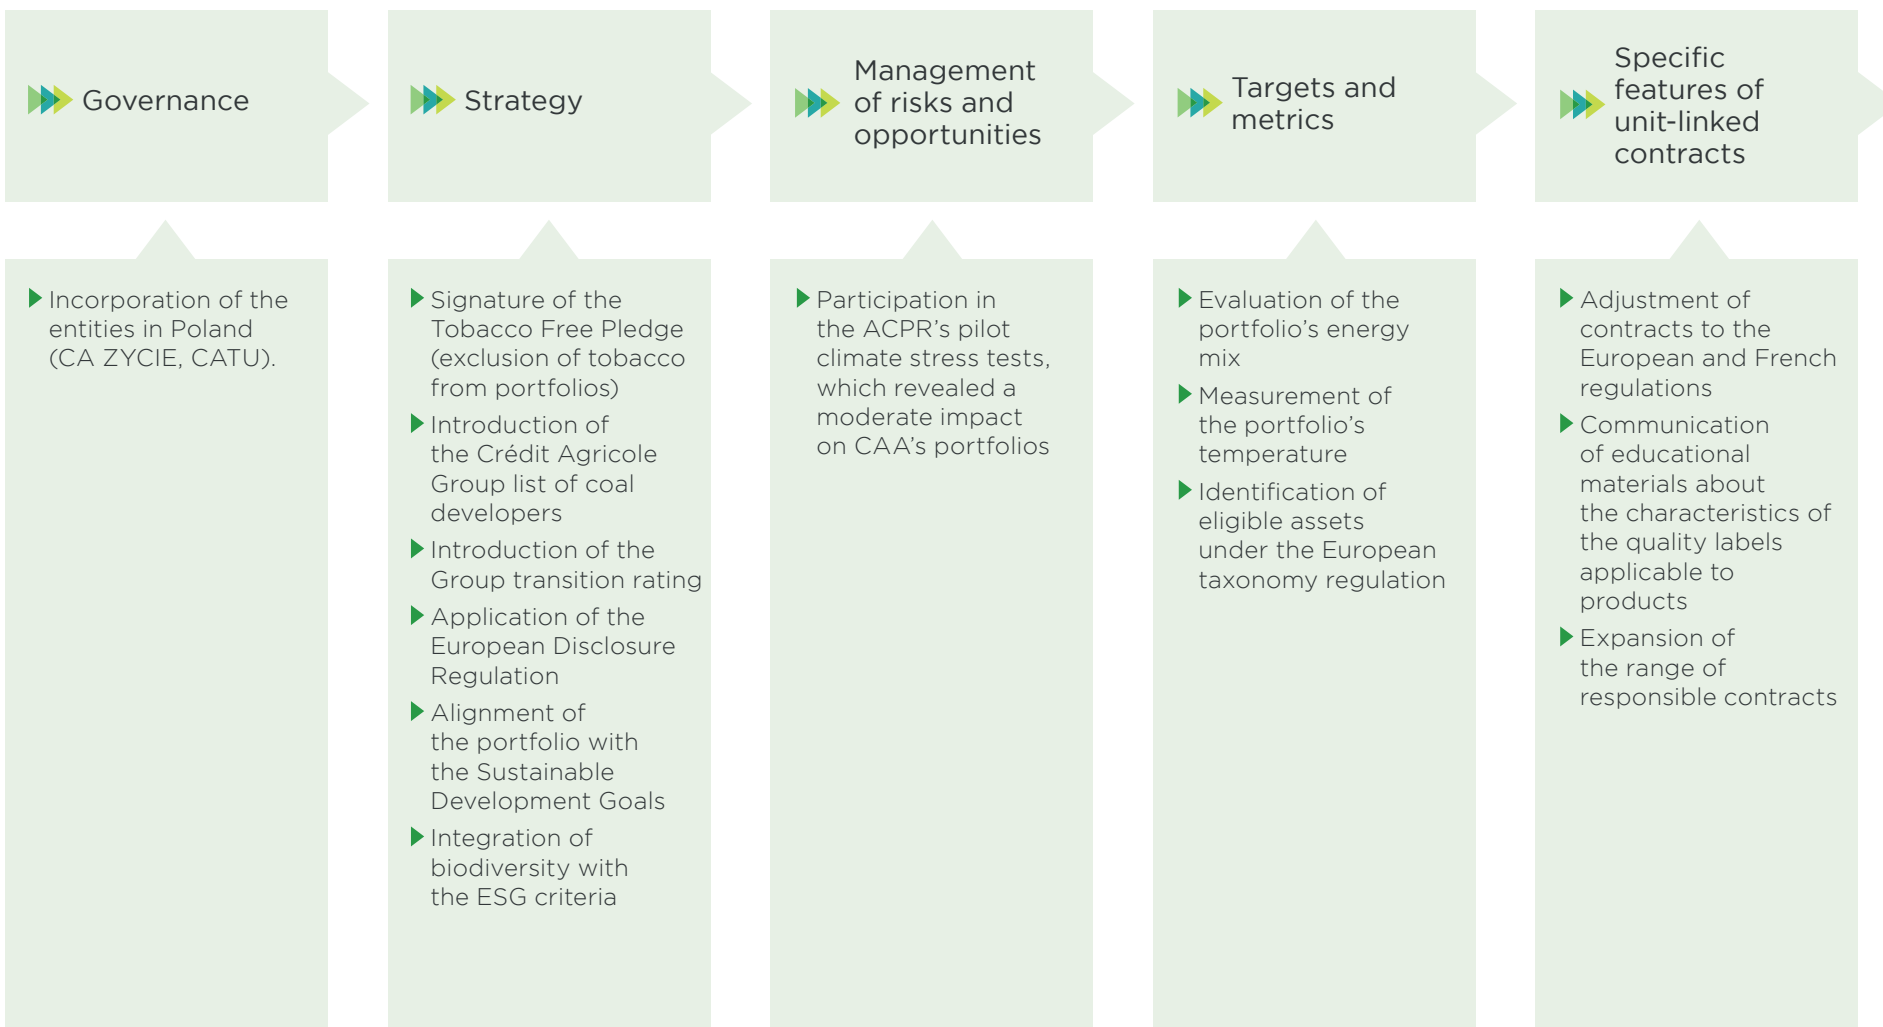 Governance
Incorporation of the
entities in Poland
(CA ZYCIE, CATU).
Strategy
Signature of the
Tobacco Free Pledge
(exclusion of tobacco
from portfolios)
Introduction of
the Crédit Agricole
Group list of coal
developers
Introduction of the
Group transition rating
Application of the
European Disclosure
Regulation
Alignment of
the portfolio with
the Sustainable
Development Goals
Integration of
biodiversity with
the ESG criteria
Management
of risks and
opportunities
Participation in
the ACPR’s pilot
climate stress tests,
which revealed a
moderate impact
on CAA’s portfolios
Targets and
metrics
Evaluation of the
portfolio’s energy
mix
Measurement of
the portfolio’s
temperature
Identification of
eligible assets
under the European
taxonomy regulation
Specific
features of
unit-linked
contracts
Adjustment of
contracts to the
European and French
regulations
Communication
of educational
materials about
the characteristics of
the quality labels
applicable to
products
Expansion of
the range of
responsible contracts